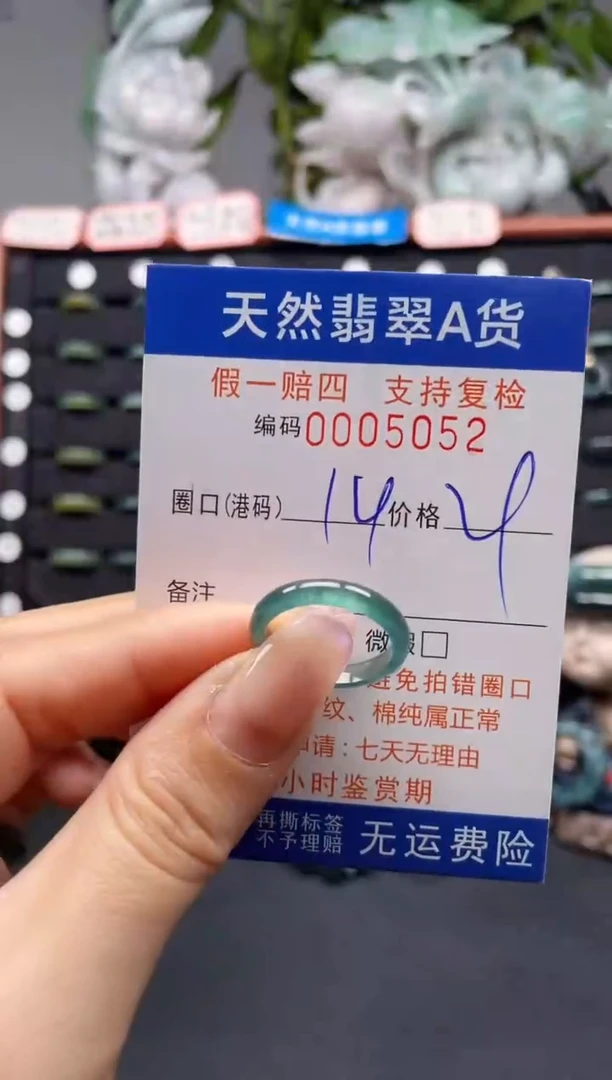 天然翡翠A货
假一赔四 支持复检
编码0005052
圈口(港码) 14 价格
备注
微瑕□
避免拍错圈口
纹、棉纯属正常
申请:七天无理由
小时鉴赏期
再撕标签
不予理赔
无运费险